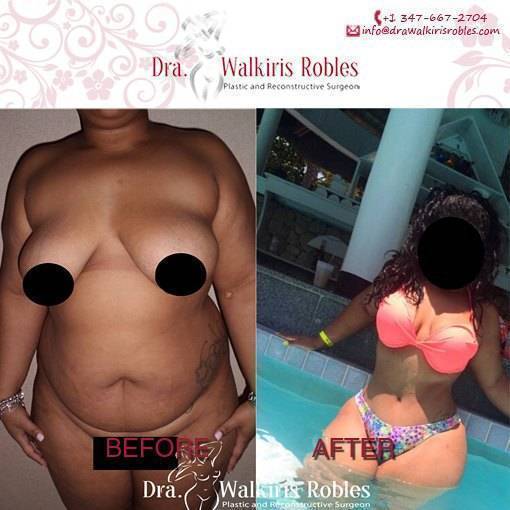 +1 347-667-2704
info@drawalkirisrobles.com
Dra. Walkiris Robles
Plastic and Reconstructive Surgeon
BEFORE
AFTER
Dra. Walkiris Robles
Plastic and Reconstructive Surgeon